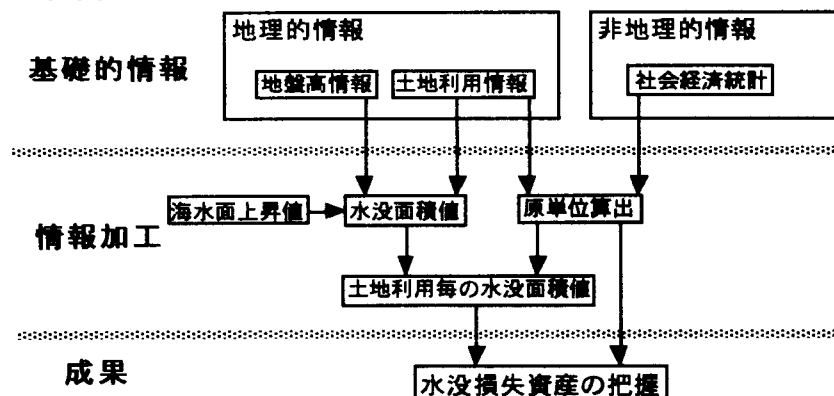 地理的情報
非地理的情報
基礎的情報
地盤高情報
土地利用情報
社会経済統計
海水面上昇値
水没面積値
原単位算出
情報加工
土地利用毎の水没面積値
成果
水没損失資産の把握